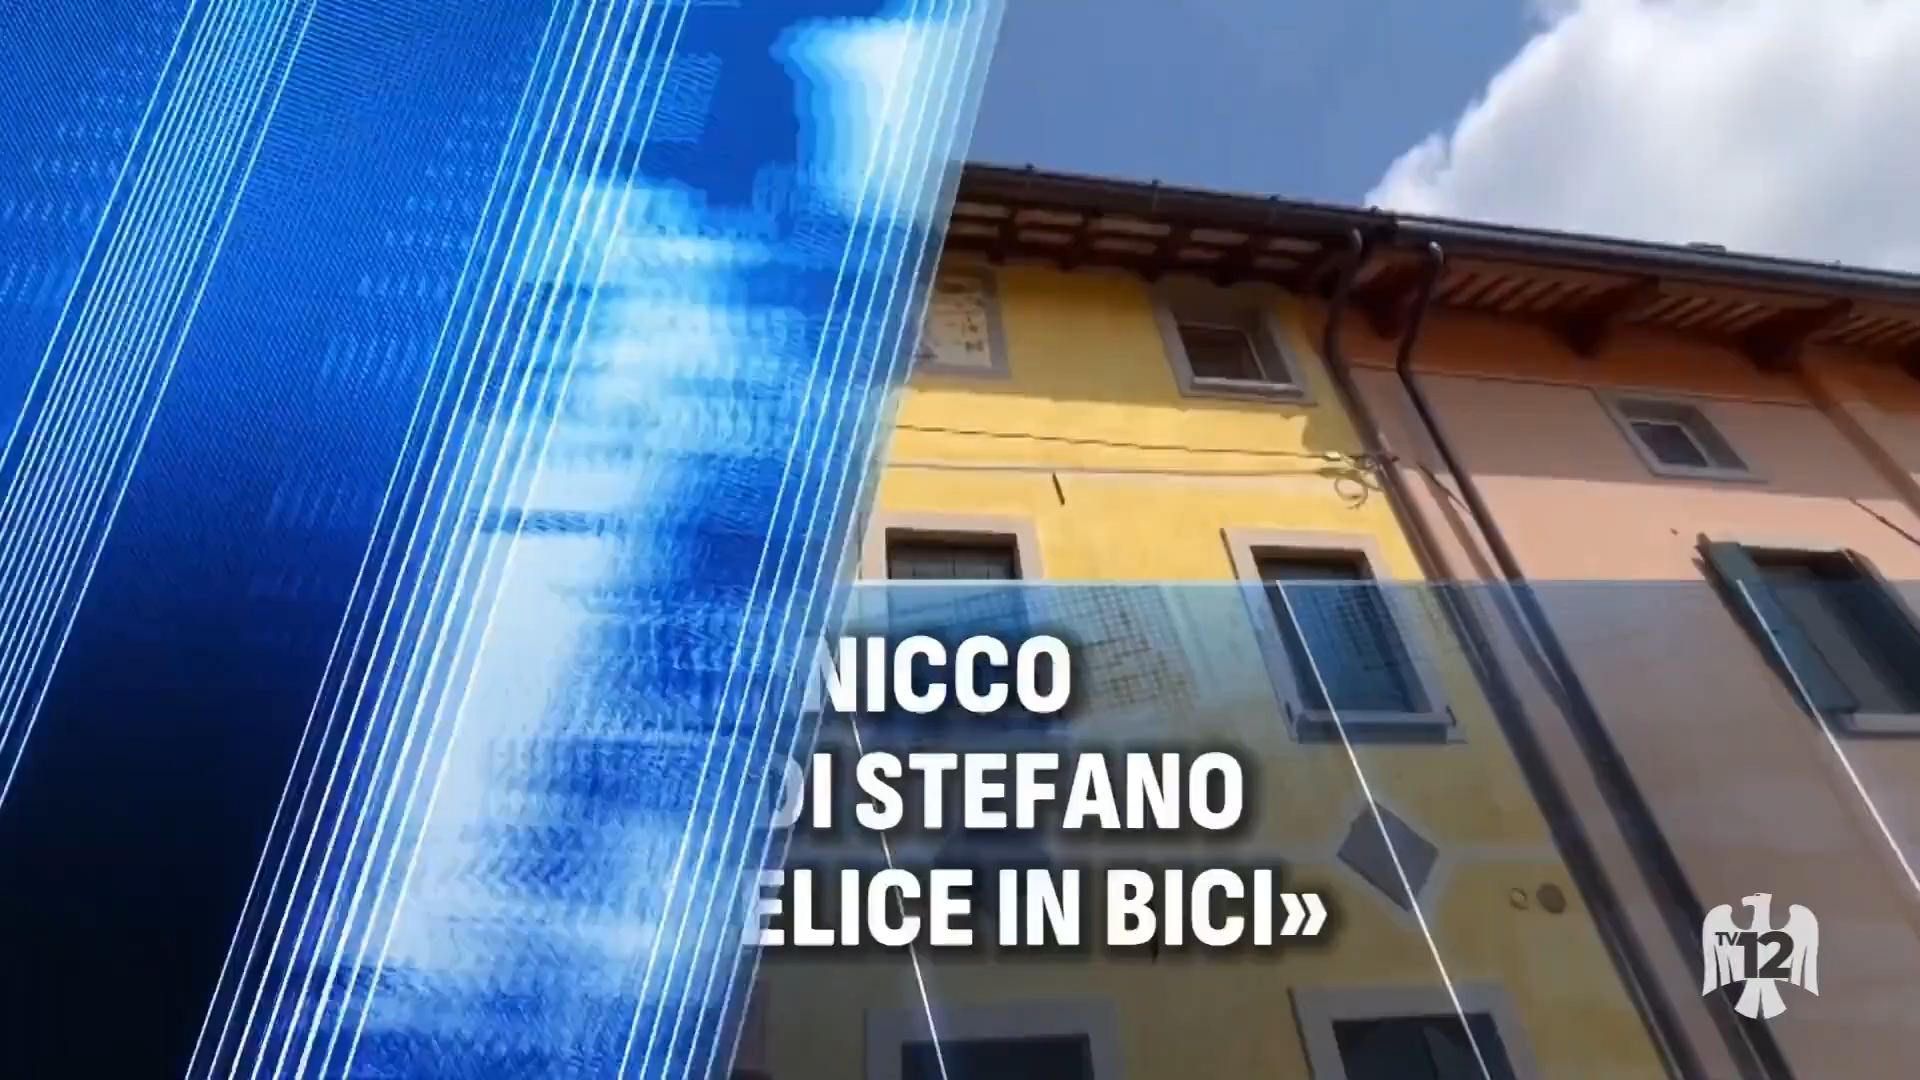 NICCO
DI STEFANO
ELICE IN BICI»
TV
12